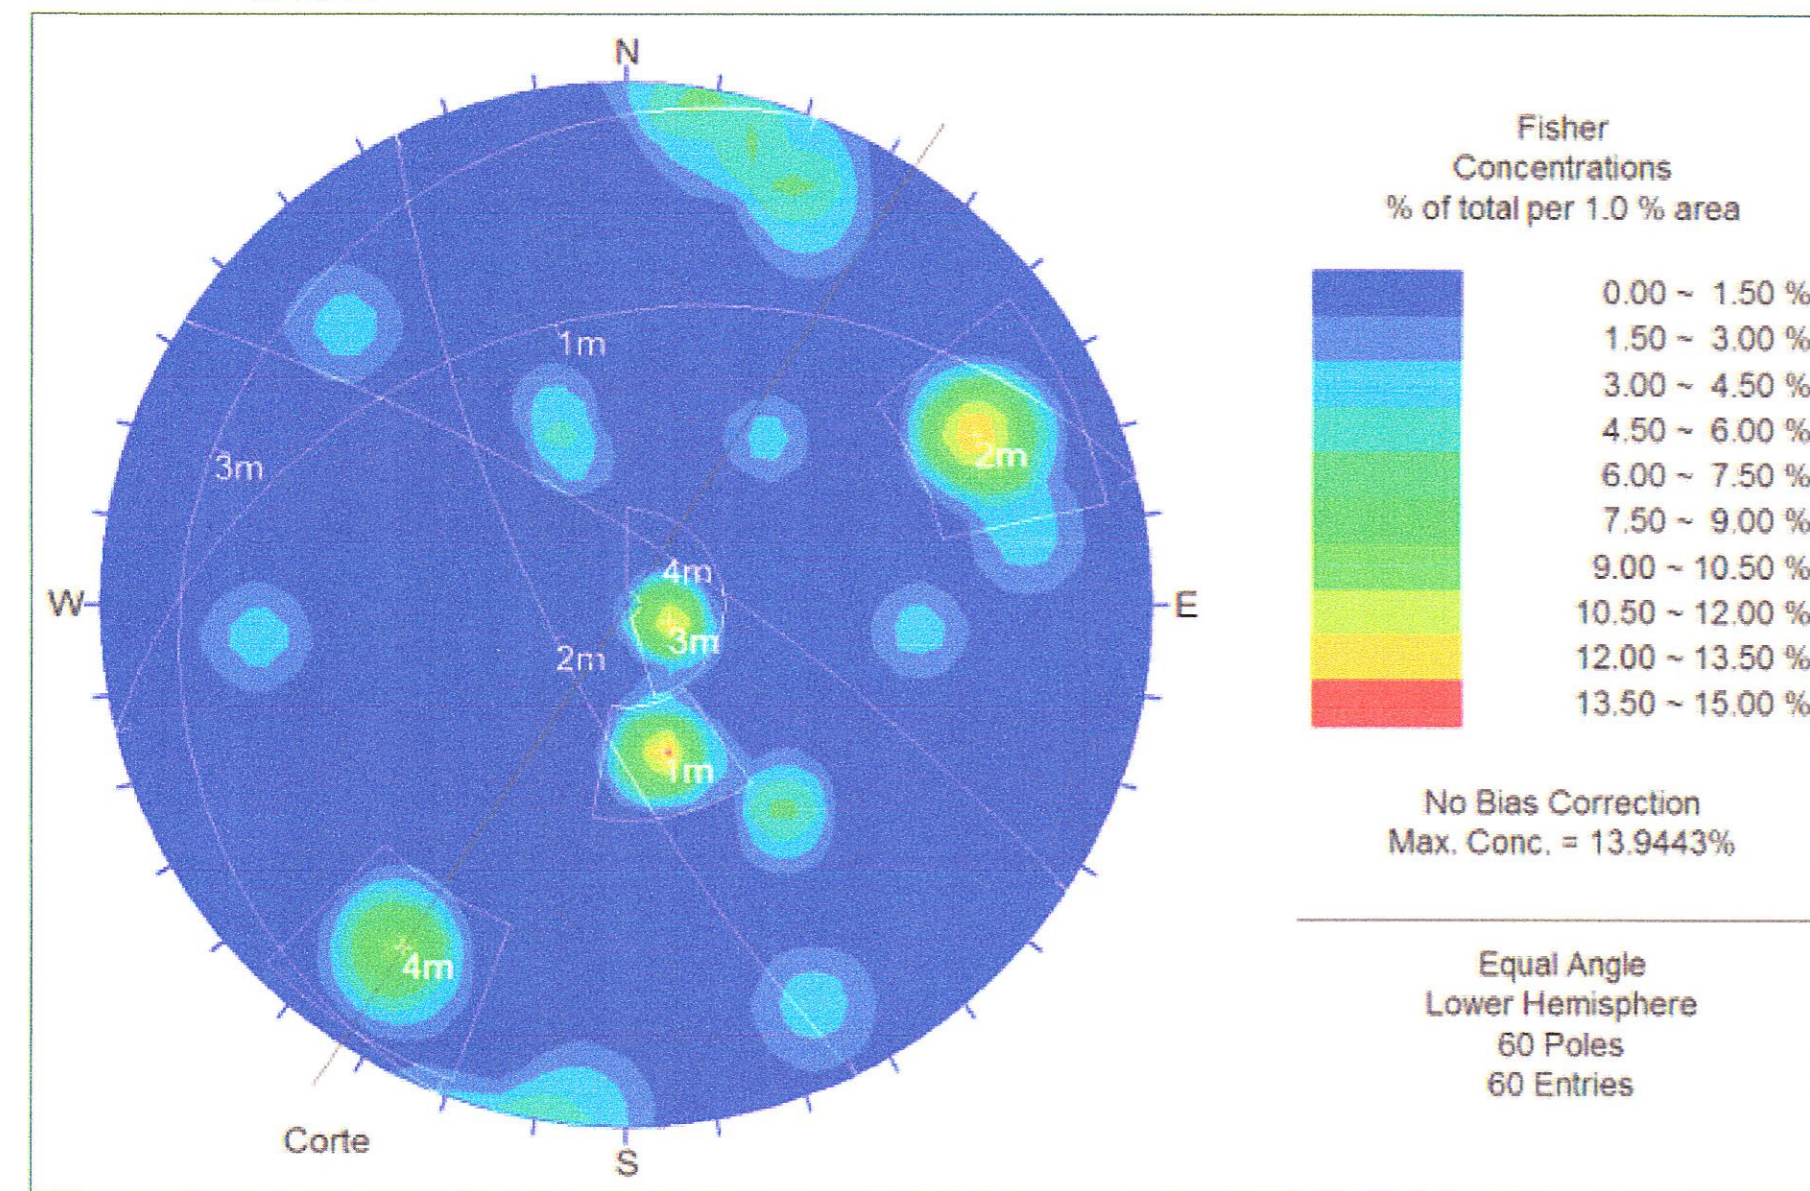 N
1m
2m
3m
4m
W
E
3m
2m
1m
4m
Corte
S
Fisher
Concentrations
% of total per 1.0 % area
0.00 ~ 1.50 %
1.50 ~ 3.00 %
3.00 ~ 4.50 %
4.50 ~ 6.00 %
6.00 ~ 7.50 %
7.50 ~ 9.00 %
9.00 ~ 10.50 %
10.50 ~ 12.00 %
12.00 ~ 13.50 %
13.50 ~ 15.00 %
No Bias Correction
Max. Conc. = 13.9443%
Equal Angle
Lower Hemisphere
60 Poles
60 Entries